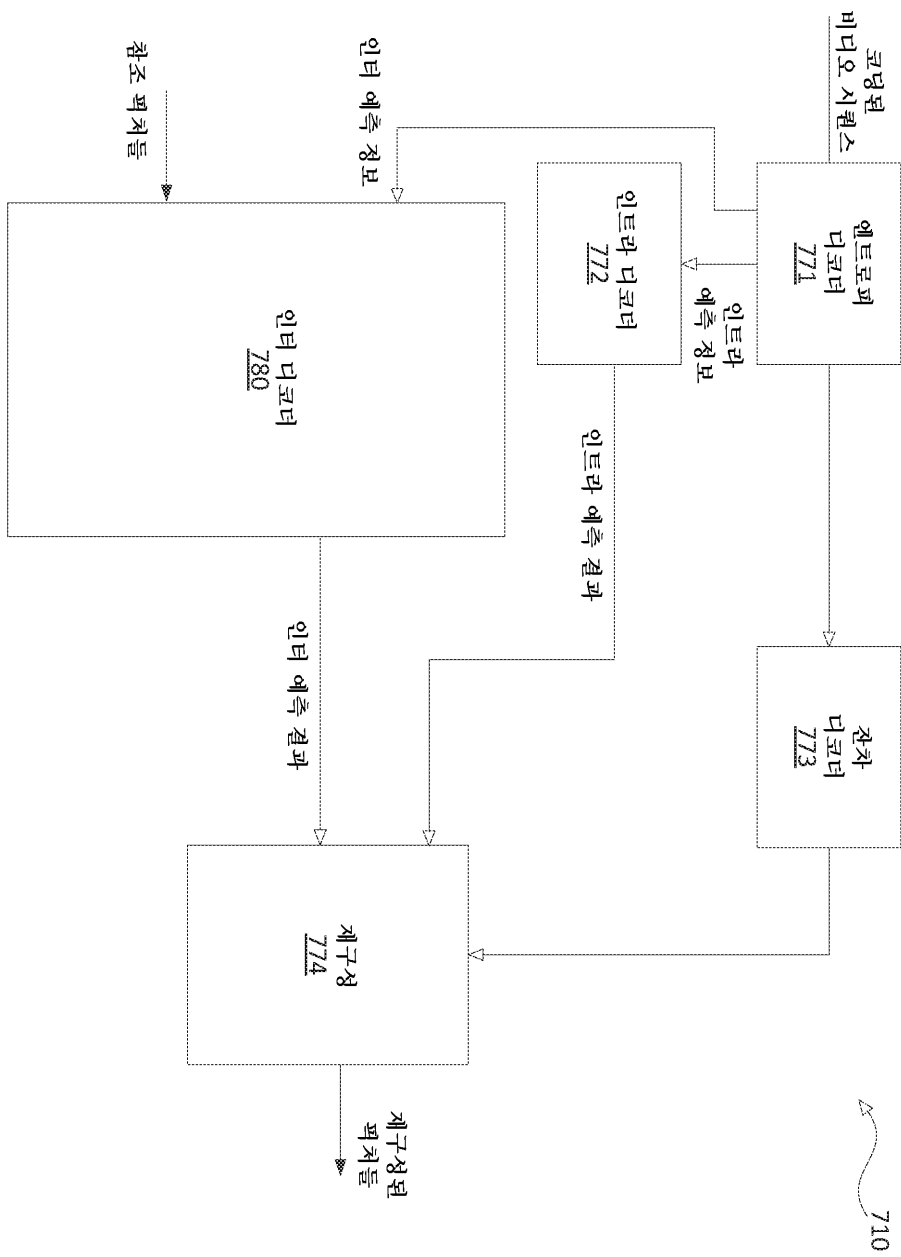 710
코딩된
비디오 시퀀스
엔트로피
디코더
771
잔차
디코더
773
인트라
예측 정보
인트라 디코더
772
인트라 예측 결과
인터 예측 정보
참조 픽처들
인터 디코더
780
인터 예측 결과
재구성
774
재구성된
픽처들